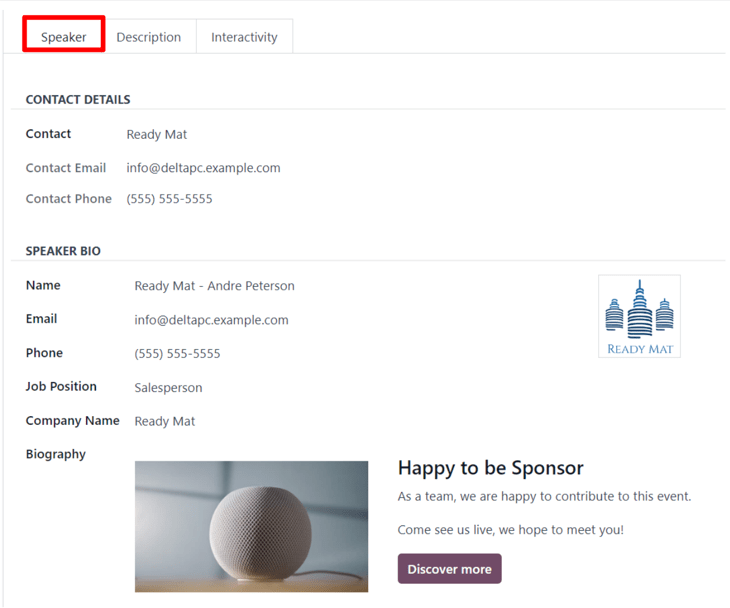 Speaker Description Interactivity
CONTACT DETAILS
Contact Ready Mat
Contact Email info@deltapc.example.com
Contact Phone (555) 555-5555
SPEAKER BIO
Name Ready Mat - Andre Peterson
Email info@deltapc.example.com
Phone (555) 555-5555
READY MAT
Job Position Salesperson
Company Name Ready Mat
Biography
Happy to be Sponsor
As a team, we are happy to contribute to this event.
Come see us live, we hope to meet you!
Discover more